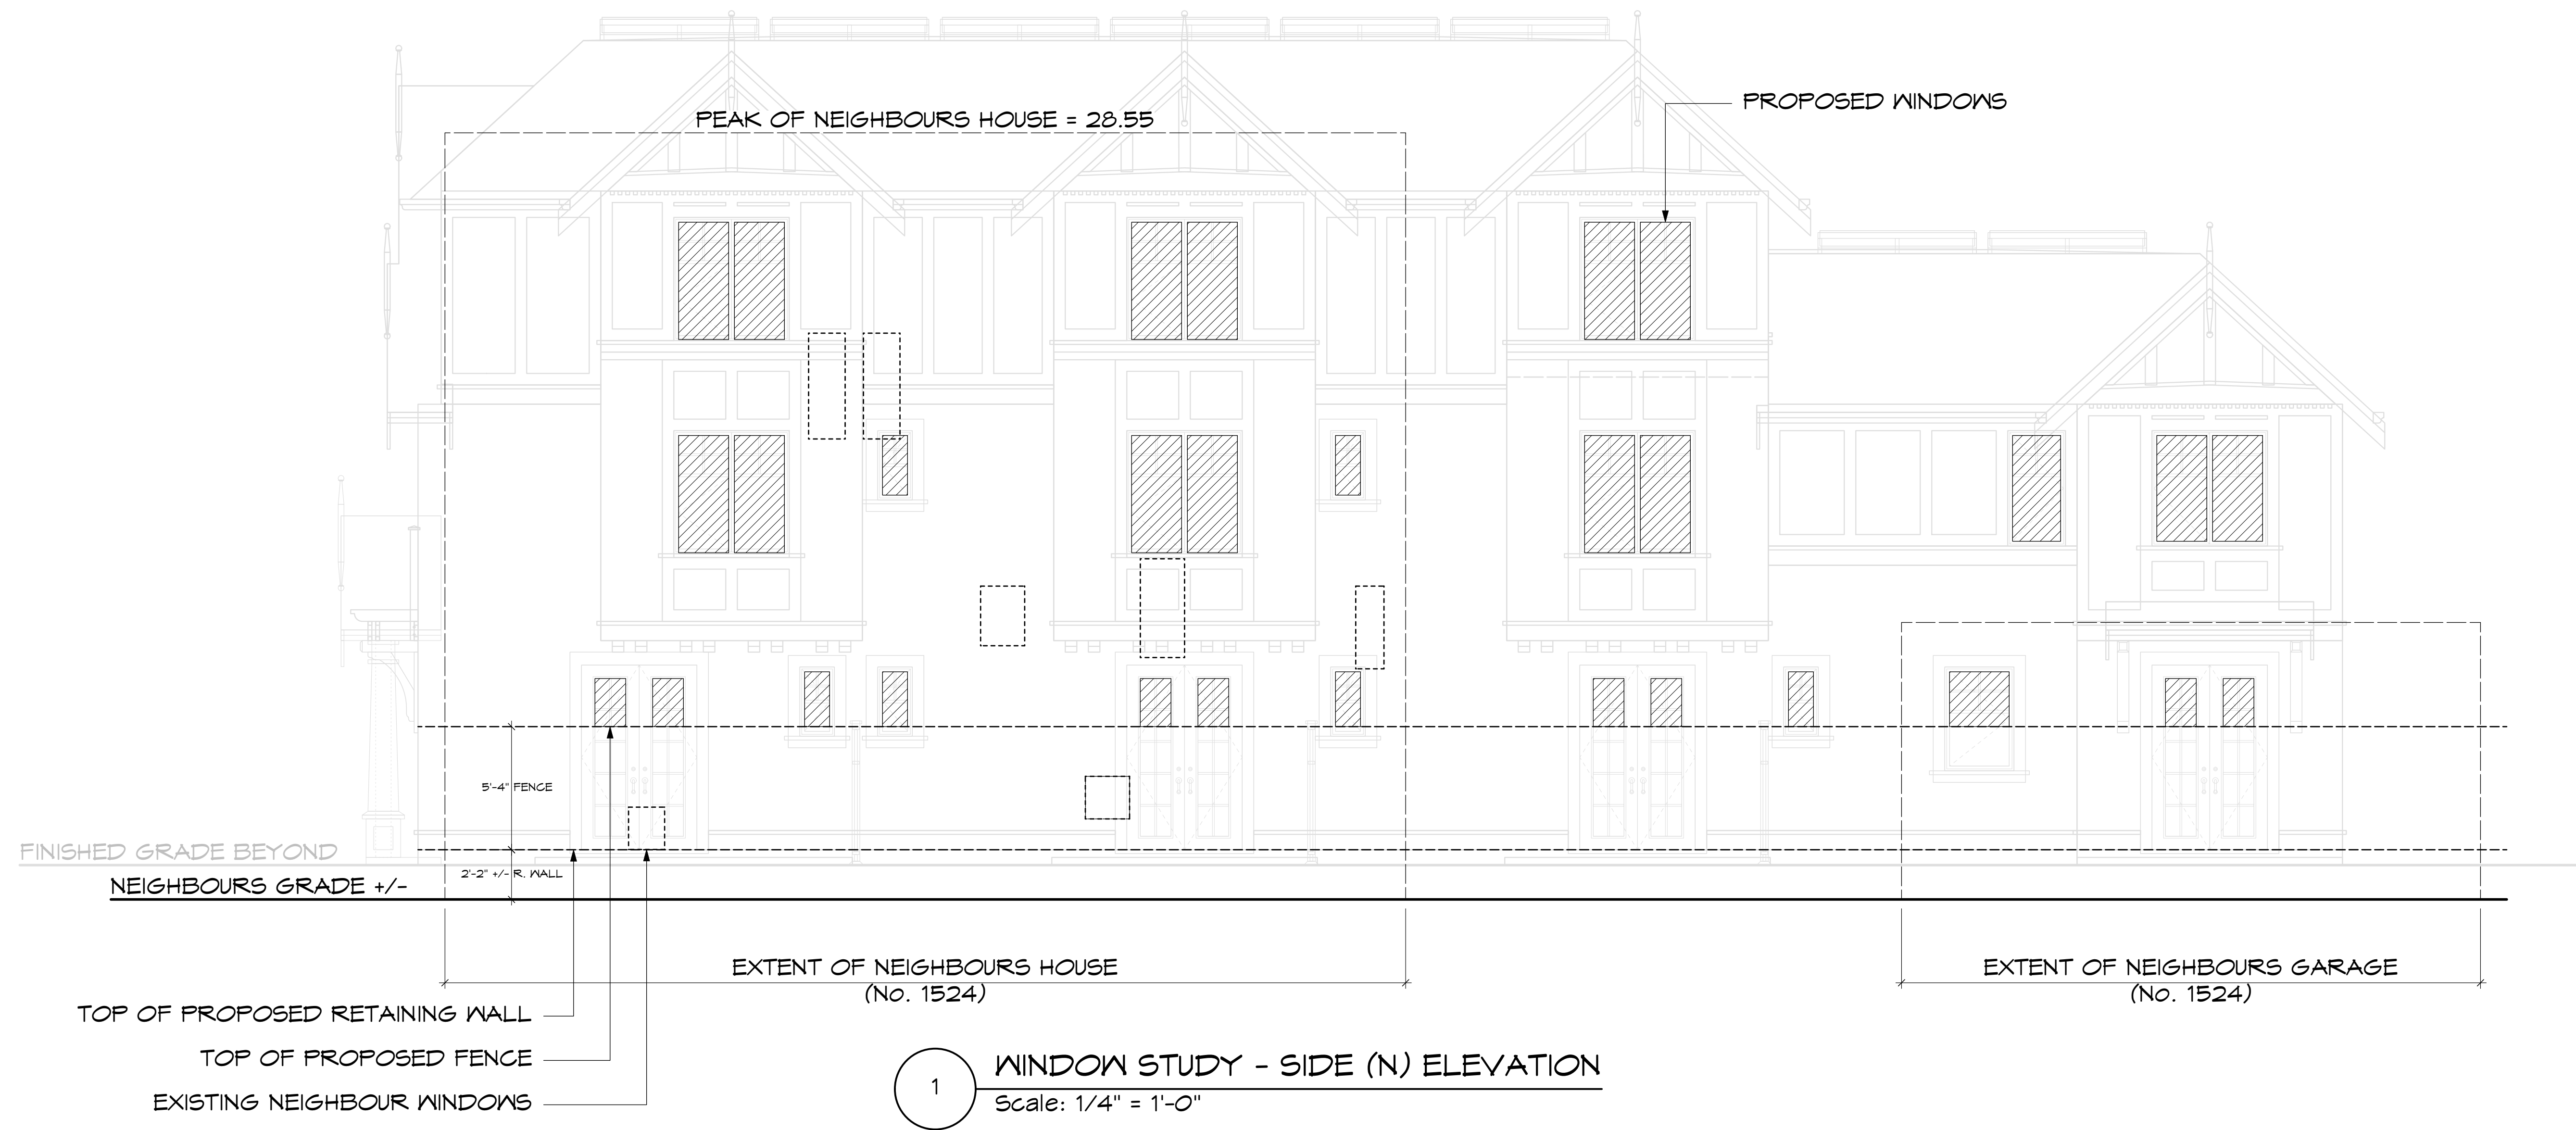 PROPOSED WINDOWS
PEAK OF NEIGHBOURS HOUSE = 28.55
5'-4" FENCE
FINISHED GRADE BEYOND
2'-2" +/- R. WALL
NEIGHBOURS GRADE +/-
EXTENT OF NEIGHBOURS HOUSE
(No. 1524)
EXTENT OF NEIGHBOURS GARAGE
(No. 1524)
TOP OF PROPOSED RETAINING WALL
TOP OF PROPOSED FENCE
EXISTING NEIGHBOUR WINDOWS
1
WINDOW STUDY - SIDE (N) ELEVATION
Scale: 1/4" = 1'-0"